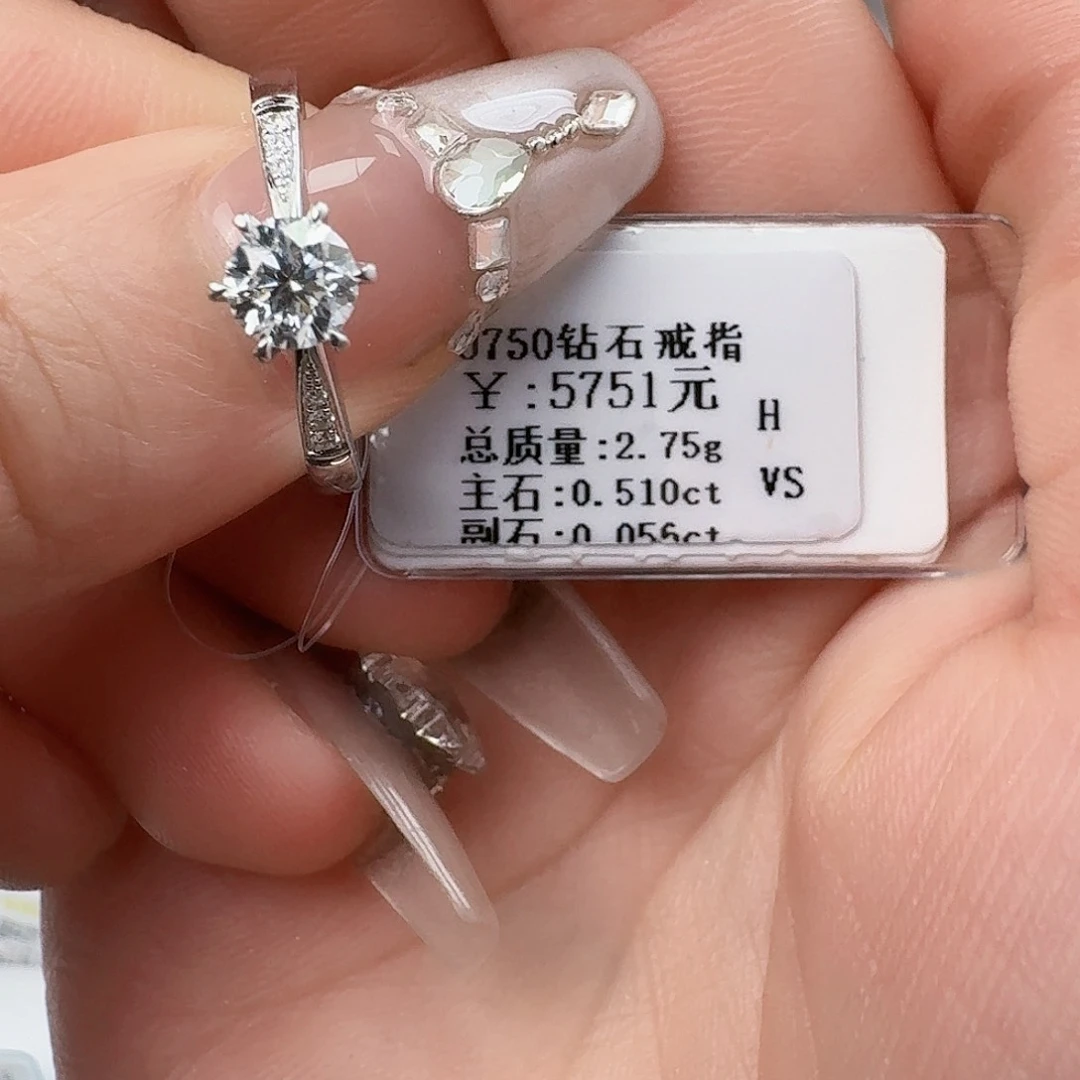 750钻石戒指
￥:5751元
H
总质量:2.75g
VS
主石:0.510ct
副石:0.056ct